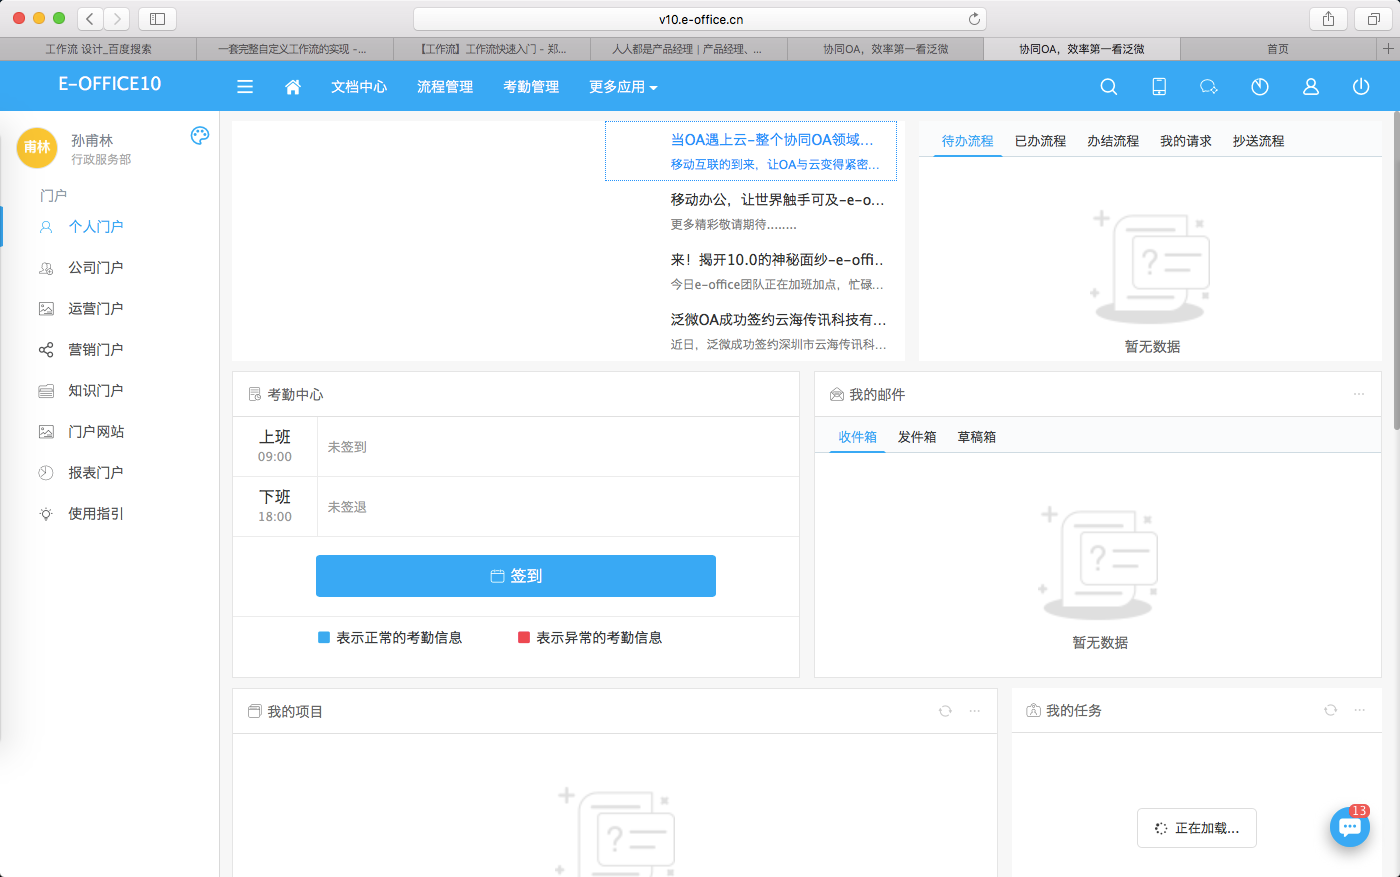 v10.e-office.cn
工作流 设计_百度搜索
一套完整自定义工作流的实现 -...
【工作流】工作流快速入门 - 郑...
人人都是产品经理 | 产品经理、...
协同OA，效率第一看泛微
协同OA，效率第一看泛微
首页
E-OFFICE10
文档中心
流程管理
考勤管理
更多应用
甫林
孙甫林
行政服务部
门户
个人门户
公司门户
运营门户
营销门户
知识门户
门户网站
报表门户
使用指引
当OA遇上云-整个协同OA领域...
移动互联的到来，让OA与云变得紧密...
移动办公，让世界触手可及-e-o...
更多精彩敬请期待........
来！揭开10.0的神秘面纱-e-offi...
今日e-office团队正在加班加点，忙碌...
泛微OA成功签约云海传讯科技有...
近日，泛微成功签约深圳市云海传讯科...
待办流程
已办流程
办结流程
我的请求
抄送流程
暂无数据
考勤中心
上班
09:00
未签到
下班
18:00
未签退
签到
表示正常的考勤信息
表示异常的考勤信息
我的邮件
收件箱
发件箱
草稿箱
暂无数据
我的项目
我的任务
正在加载...
13